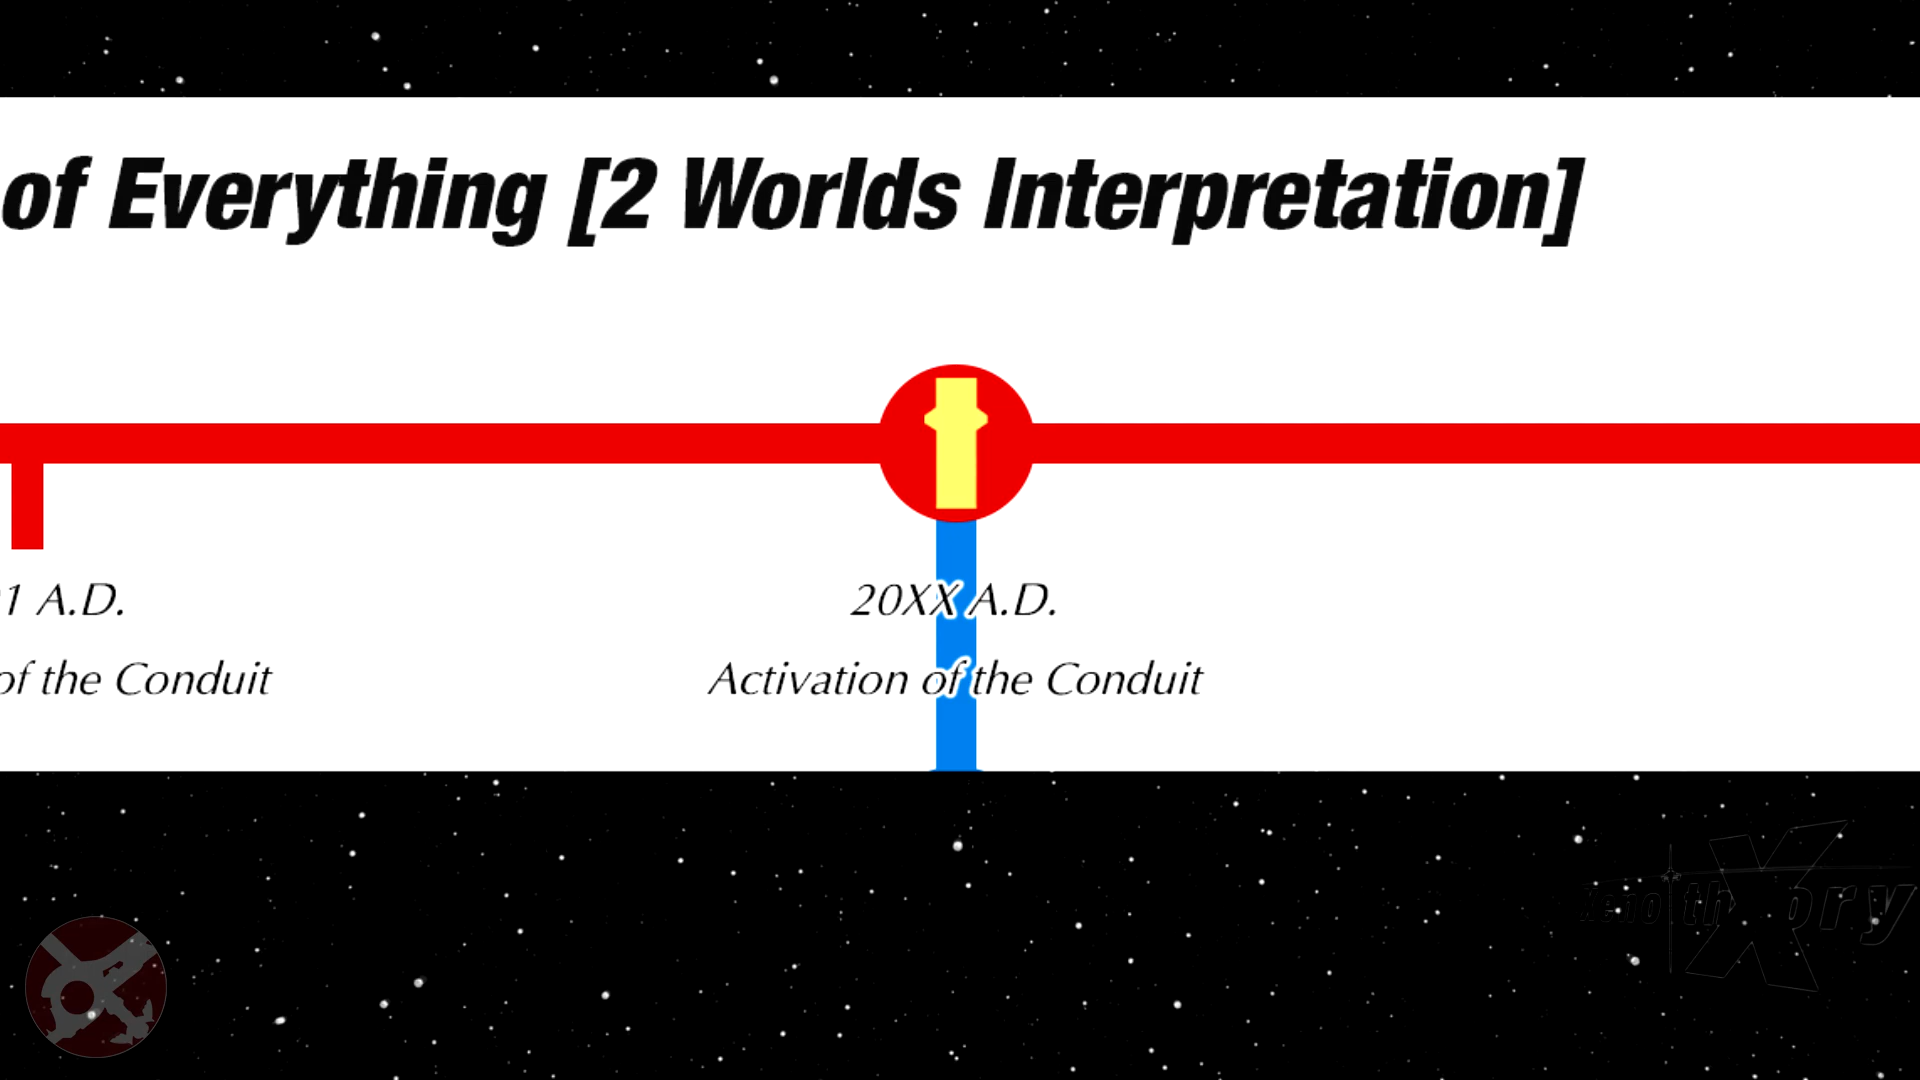 of Everything [2 Worlds Interpretation]
1 A.D.
of the Conduit
20XX A.D.
Activation of the Conduit